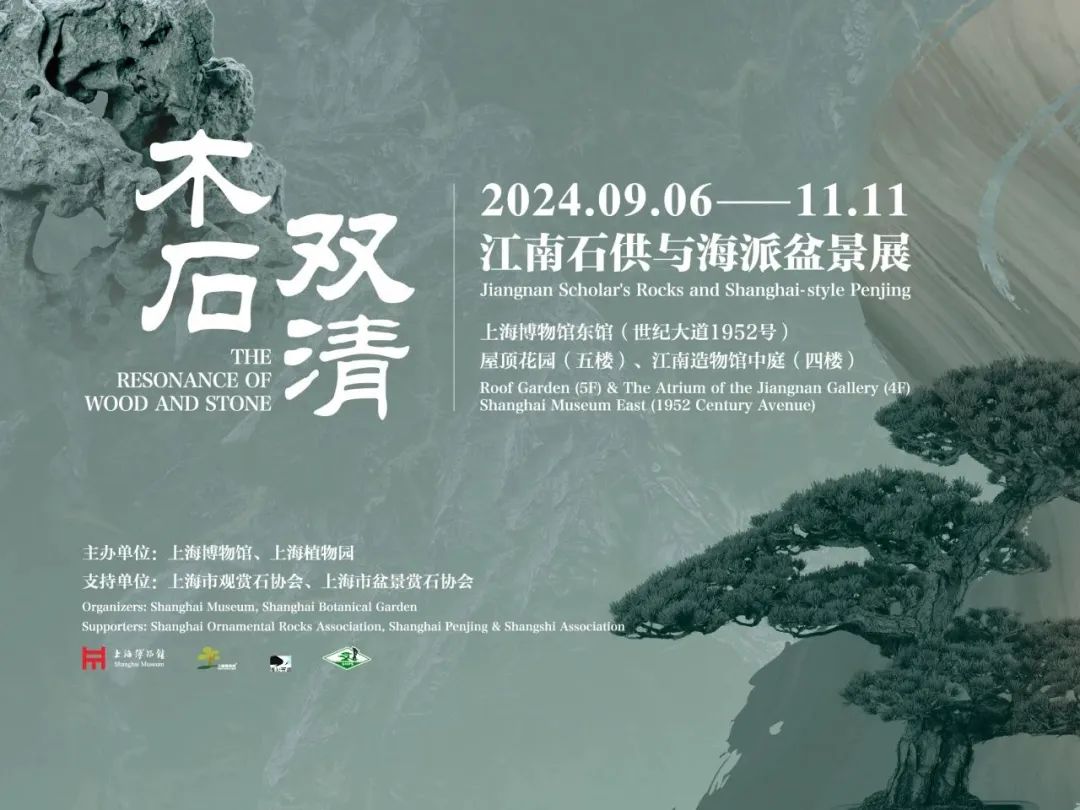 木石
双清
THE
RESONANCE OF
WOOD AND STONE
2024.09.06——11.11
江南石供与海派盆景展
Jiangnan Scholar's Rocks and Shanghai-style Penjing
上海博物馆东馆（世纪大道1952号）
屋顶花园（五楼）、江南造物馆中庭（四楼）
Roof Garden (5F) & The Atrium of the Jiangnan Gallery (4F)
Shanghai Museum East (1952 Century Avenue)
主办单位：上海博物馆、上海植物园
支持单位：上海市观赏石协会、上海市盆景赏石协会
Organizers: Shanghai Museum, Shanghai Botanical Garden
Supporters: Shanghai Ornamental Rocks Association, Shanghai Penjing & Shangshi Association
上海博物馆
Shanghai Museum